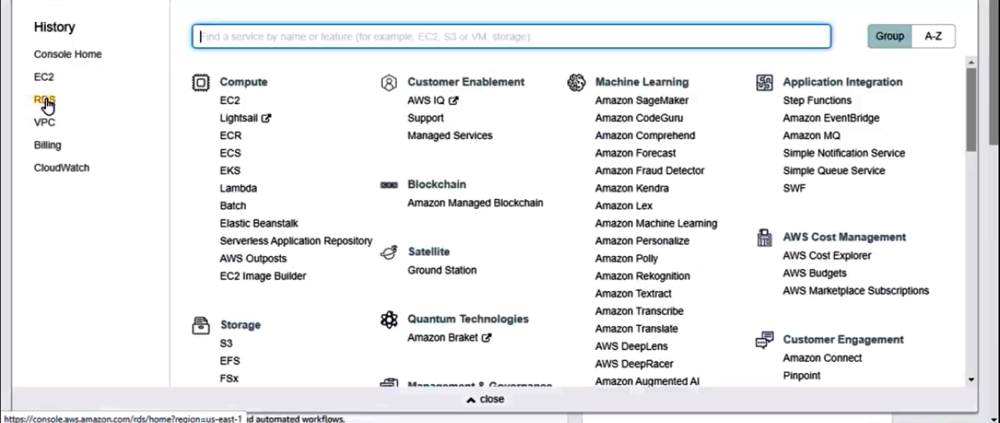 History
Console Home
EC2
RDS
VPC
Billing
CloudWatch
Find a service by name or feature (for example, EC2, S3 or VM, storage)
Group
A-Z
Compute
EC2
Lightsail
ECR
ECS
EKS
Lambda
Batch
Elastic Beanstalk
Serverless Application Repository
AWS Outposts
EC2 Image Builder
Storage
S3
EFS
FSx
Customer Enablement
AWS IQ
Support
Managed Services
Blockchain
Amazon Managed Blockchain
Satellite
Ground Station
Quantum Technologies
Amazon Braket
Management & Governance
Machine Learning
Amazon SageMaker
Amazon CodeGuru
Amazon Comprehend
Amazon Forecast
Amazon Fraud Detector
Amazon Kendra
Amazon Lex
Amazon Machine Learning
Amazon Personalize
Amazon Polly
Amazon Rekognition
Amazon Textract
Amazon Transcribe
Amazon Translate
AWS DeepLens
AWS DeepRacer
Amazon Augmented AI
Application Integration
Step Functions
Amazon EventBridge
Amazon MQ
Simple Notification Service
Simple Queue Service
SWF
AWS Cost Management
AWS Cost Explorer
AWS Budgets
AWS Marketplace Subscriptions
Customer Engagement
Amazon Connect
Pinpoint
close
https://console.aws.amazon.com/rds/home?region=us-east-1 id automated workflows.